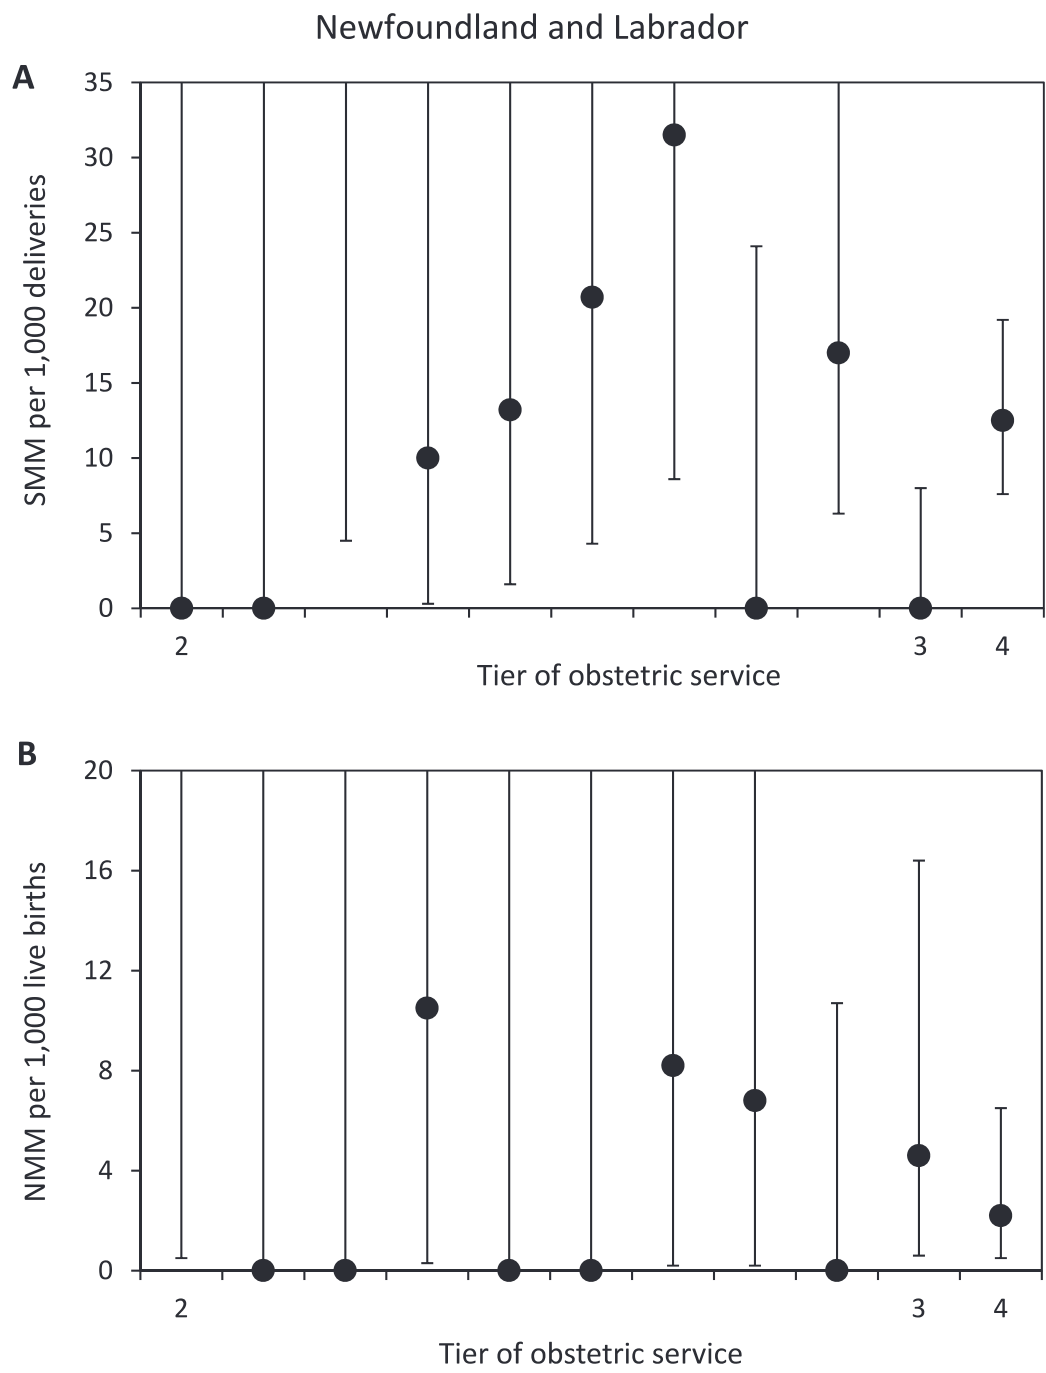 Newfoundland and Labrador
A
SMM per 1,000 deliveries
35
30
25
20
15
10
5
0
2 3 4
Tier of obstetric service
B
NMM per 1,000 live births
20
16
12
8
4
0
2 3 4
Tier of obstetric service